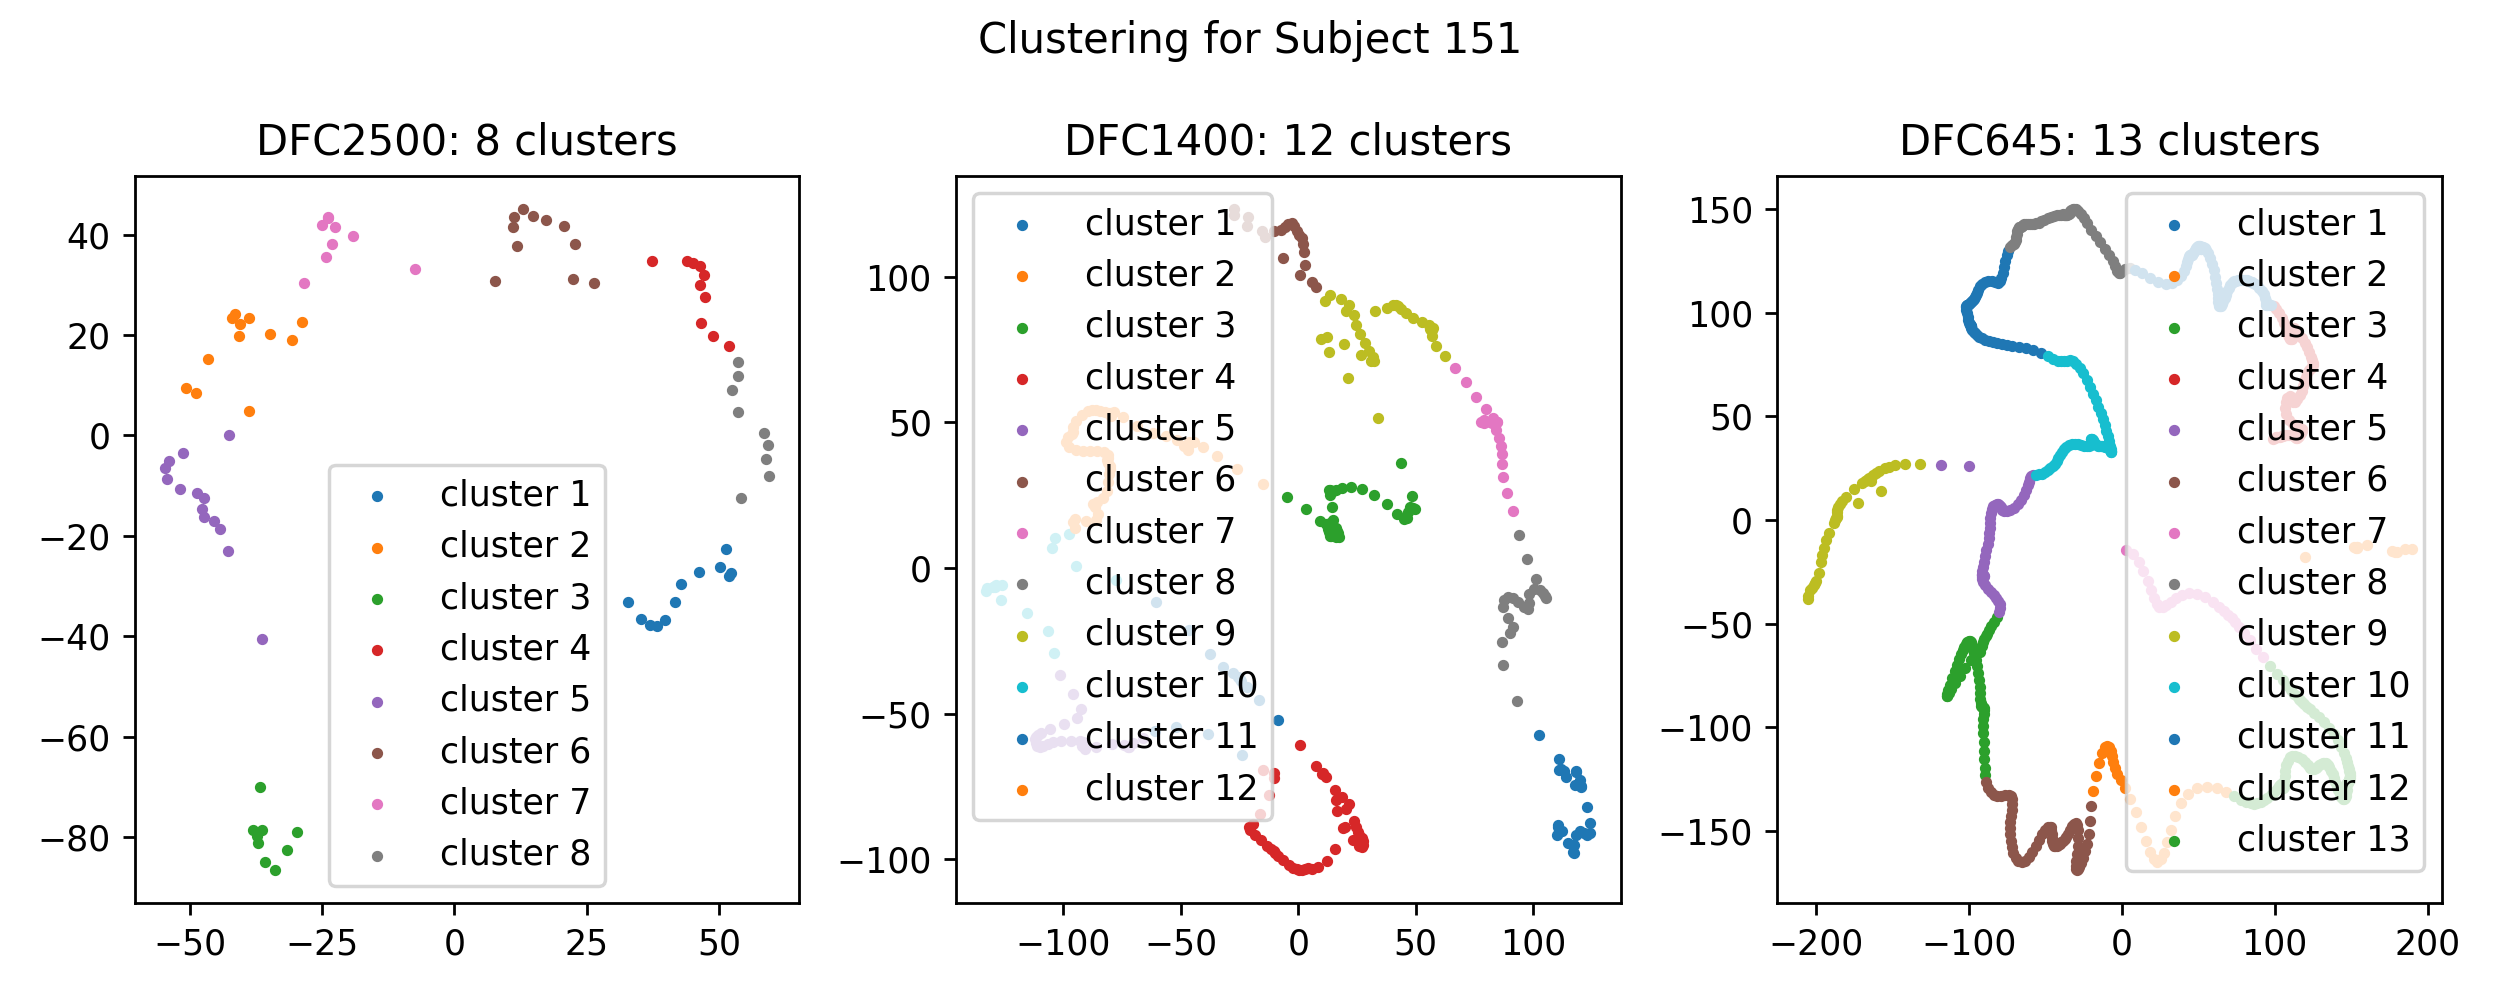 Clustering for Subject 151
DFC2500: 8 clusters
40
20
0
−20
−40
−60
−80
−50
−25
0
25
50
cluster 1
cluster 2
cluster 3
cluster 4
cluster 5
cluster 6
cluster 7
cluster 8
DFC1400: 12 clusters
100
50
0
−50
−100
−100
−50
0
50
100
cluster 1
cluster 2
cluster 3
cluster 4
cluster 5
cluster 6
cluster 7
cluster 8
cluster 9
cluster 10
cluster 11
cluster 12
DFC645: 13 clusters
150
100
50
0
−50
−100
−150
−200
−100
0
100
200
cluster 1
cluster 2
cluster 3
cluster 4
cluster 5
cluster 6
cluster 7
cluster 8
cluster 9
cluster 10
cluster 11
cluster 12
cluster 13